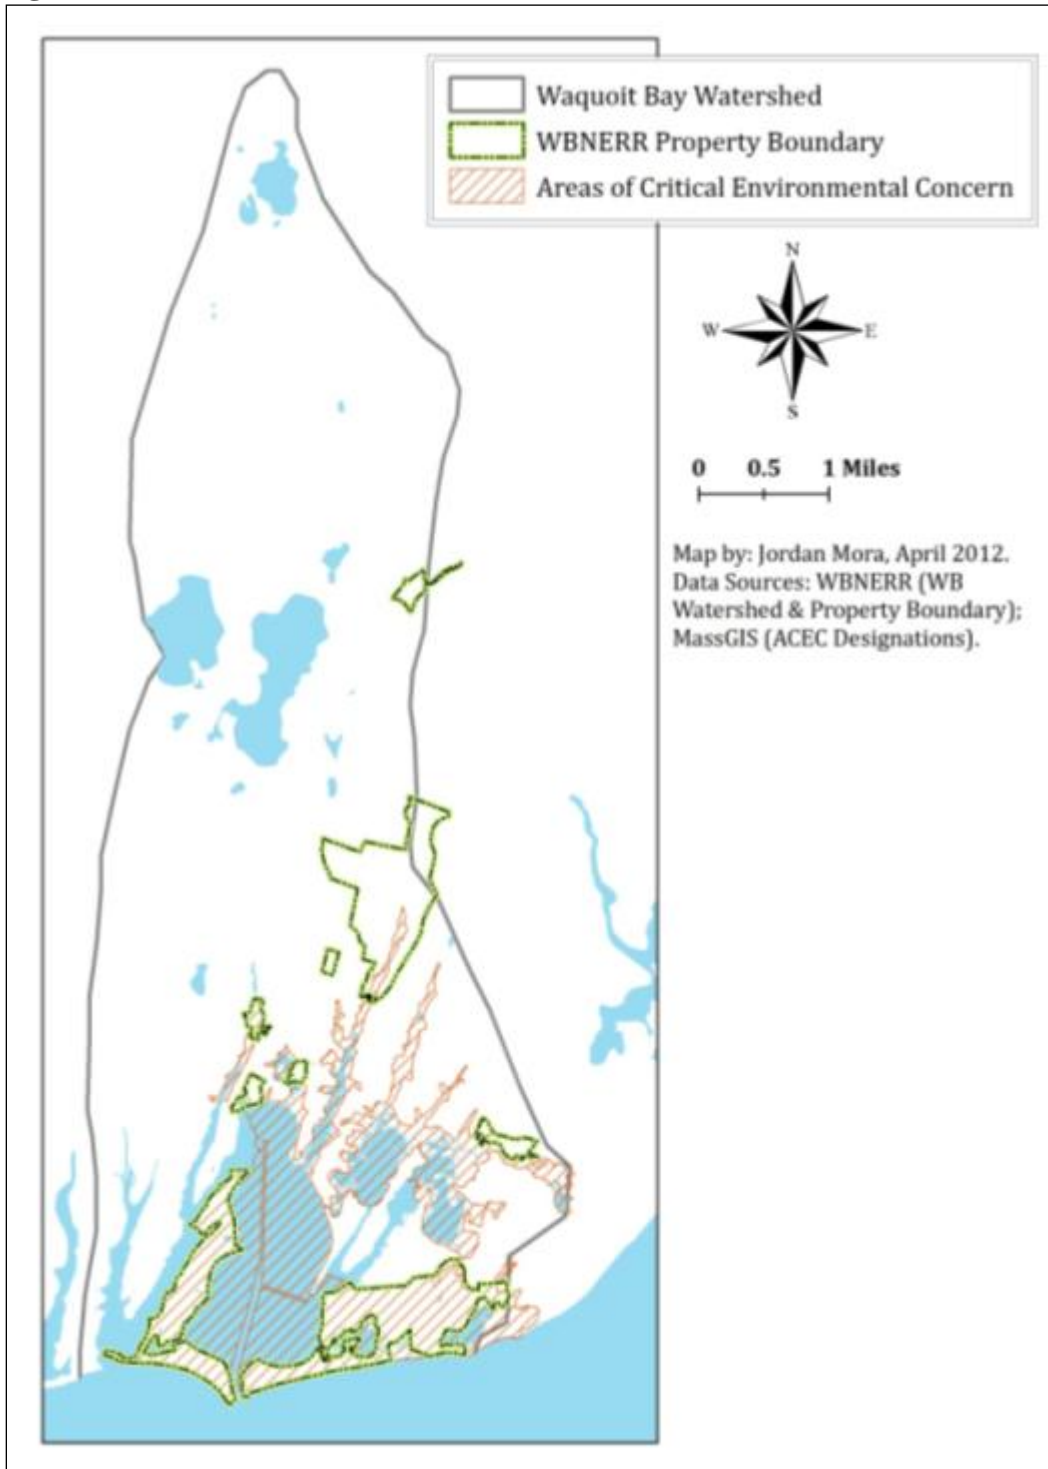 Waquoit Bay Watershed
WBNERR Property Boundary
Areas of Critical Environmental Concern
N
W E
S
0 0.5 1 Miles
Map by: Jordan Mora, April 2012.
Data Sources: WBNERR (WB
Watershed & Property Boundary);
MassGIS (ACEC Designations).